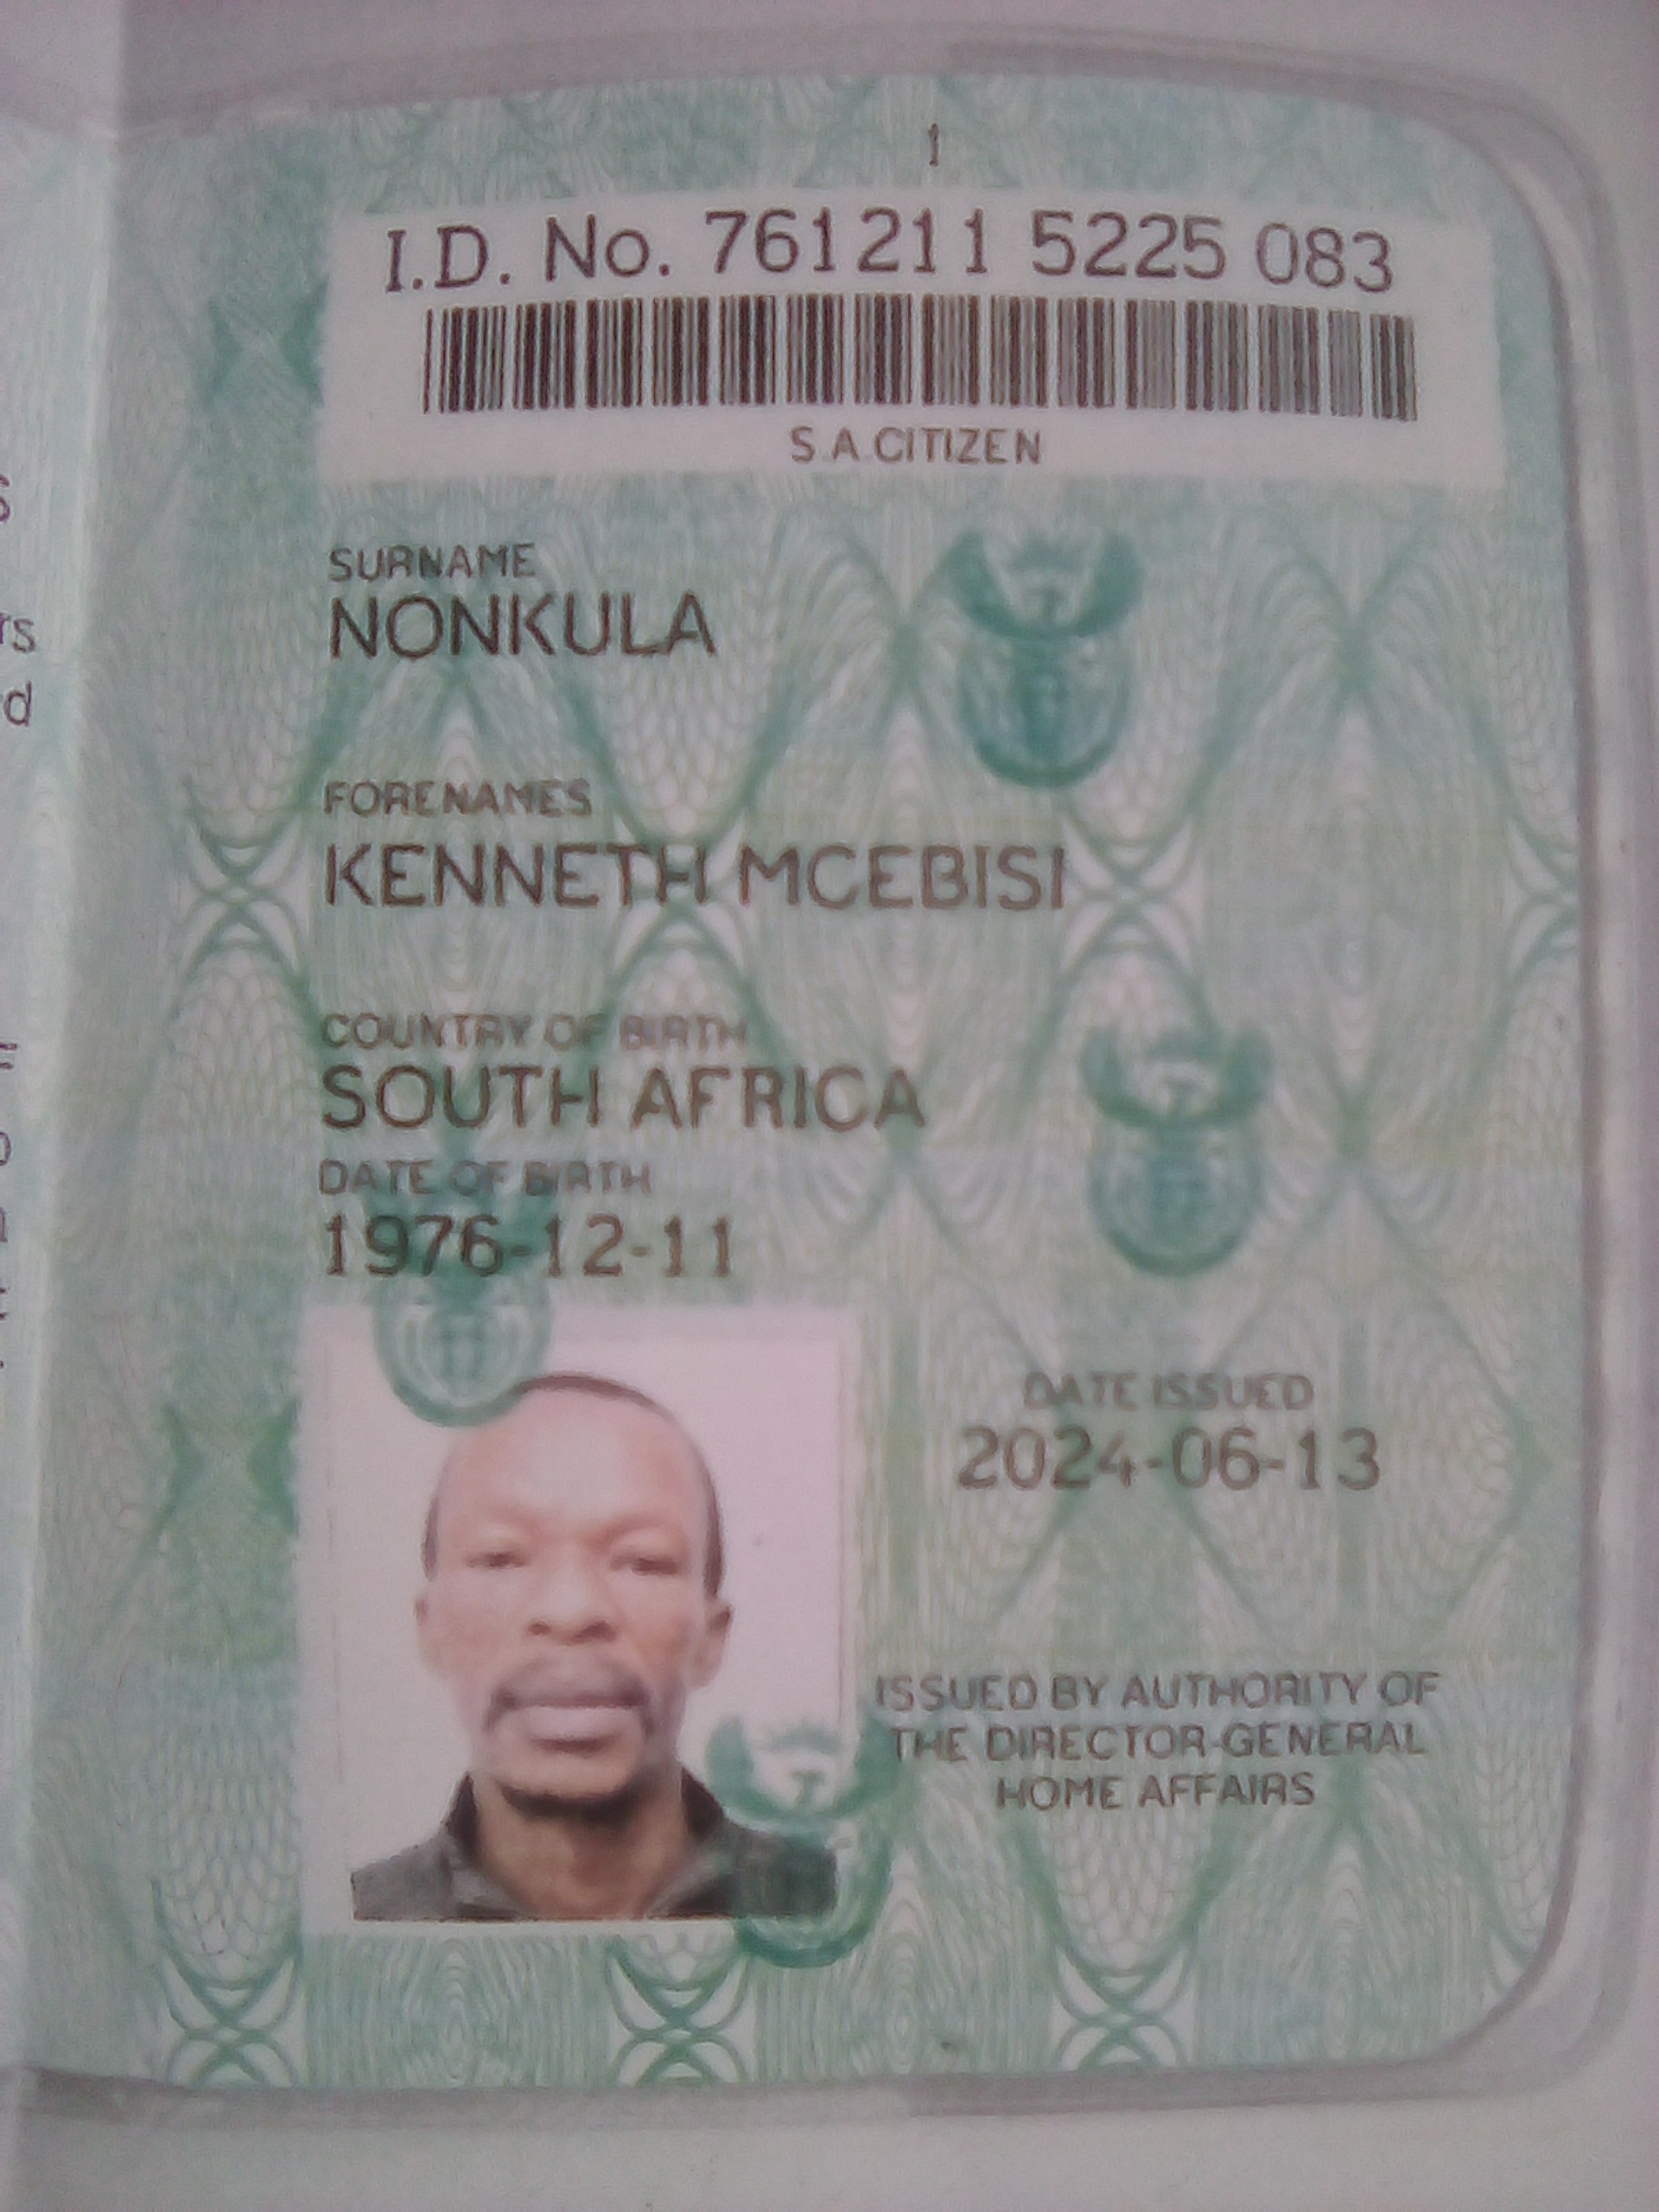 1
I.D. No. 761211 5225 083
S.A.CITIZEN
SURNAME
NONKULA
FORENAMES
KENNETH MCEBISI
COUNTRY OF BIRTH
SOUTH AFRICA
DATE OF BIRTH
1976-12-11
DATE ISSUED
2024-06-13
ISSUED BY AUTHORITY OF
THE DIRECTOR-GENERAL
HOME AFFAIRS